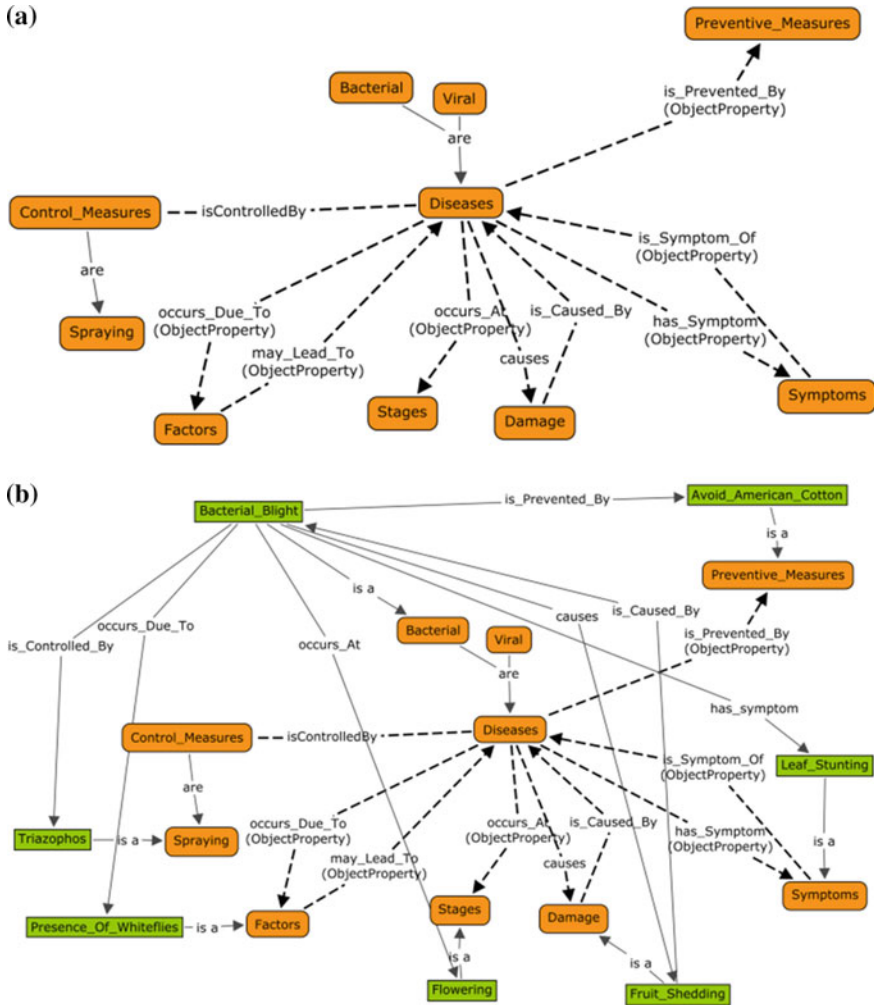 (a)
Preventive_Measures
Bacterial
Viral
is_Prevented_By
(ObjectProperty)
are
Control_Measures
isControlledBy
Diseases
are
is_Symptom_Of
(ObjectProperty)
Spraying
occurs_Due_To
(ObjectProperty)
occurs_At
(ObjectProperty)
is_Caused_By
has_Symptom
(ObjectProperty)
may_Lead_To
(ObjectProperty)
causes
Factors
Stages
Damage
Symptoms
(b)
Bacterial_Blight
is_Prevented_By
Avoid_American_Cotton
is a
is a
Preventive_Measures
is_Controlled_By
occurs_Due_To
occurs_At
Bacterial
Viral
causes
is_Caused_By
is_Prevented_By
(ObjectProperty)
are
has_symptom
Control_Measures
isControlledBy
Diseases
are
is_Symptom_Of
(ObjectProperty)
Leaf_Stunting
Triazophos
is a
Spraying
occurs_Due_To
(ObjectProperty)
occurs_At
(ObjectProperty)
is_Caused_By
has_Symptom
(ObjectProperty)
is a
may_Lead_To
(ObjectProperty)
causes
Presence_Of_Whiteflies
is a
Factors
Stages
Damage
Symptoms
is a
is a
Flowering
Fruit_Shedding